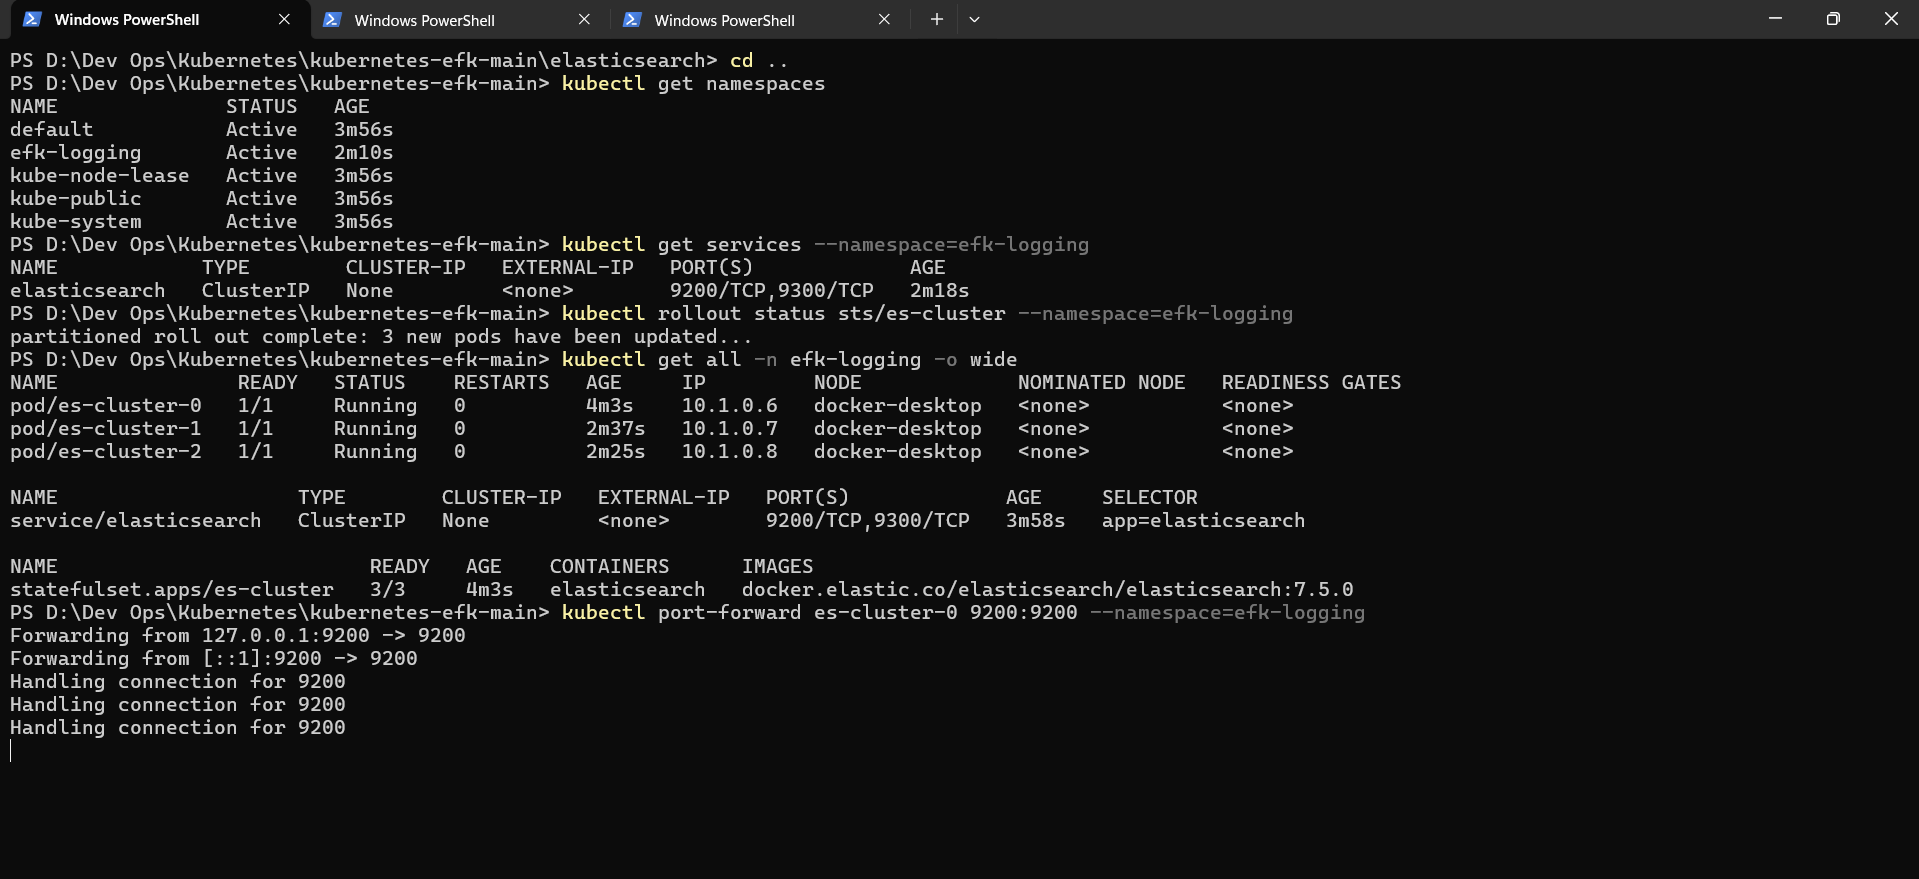 Windows PowerShell
Windows PowerShell
Windows PowerShell
PS D:\Dev Ops\Kubernetes\kubernetes-efk-main\elasticsearch> cd ..
PS D:\Dev Ops\Kubernetes\kubernetes-efk-main> kubectl get namespaces
NAME              STATUS   AGE
default           Active   3m56s
efk-logging       Active   2m10s
kube-node-lease   Active   3m56s
kube-public       Active   3m56s
kube-system       Active   3m56s
PS D:\Dev Ops\Kubernetes\kubernetes-efk-main> kubectl get services --namespace=efk-logging
NAME            TYPE        CLUSTER-IP   EXTERNAL-IP   PORT(S)             AGE
elasticsearch   ClusterIP   None         <none>        9200/TCP,9300/TCP   2m18s
PS D:\Dev Ops\Kubernetes\kubernetes-efk-main> kubectl rollout status sts/es-cluster --namespace=efk-logging
partitioned roll out complete: 3 new pods have been updated...
PS D:\Dev Ops\Kubernetes\kubernetes-efk-main> kubectl get all -n efk-logging -o wide
NAME               READY   STATUS    RESTARTS   AGE     IP         NODE             NOMINATED NODE   READINESS GATES
pod/es-cluster-0   1/1     Running   0          4m3s    10.1.0.6   docker-desktop   <none>           <none>
pod/es-cluster-1   1/1     Running   0          2m37s   10.1.0.7   docker-desktop   <none>           <none>
pod/es-cluster-2   1/1     Running   0          2m25s   10.1.0.8   docker-desktop   <none>           <none>
NAME                    TYPE        CLUSTER-IP   EXTERNAL-IP   PORT(S)             AGE     SELECTOR
service/elasticsearch   ClusterIP   None         <none>        9200/TCP,9300/TCP   3m58s   app=elasticsearch
NAME                          READY   AGE    CONTAINERS      IMAGES
statefulset.apps/es-cluster   3/3     4m3s   elasticsearch   docker.elastic.co/elasticsearch/elasticsearch:7.5.0
PS D:\Dev Ops\Kubernetes\kubernetes-efk-main> kubectl port-forward es-cluster-0 9200:9200 --namespace=efk-logging
Forwarding from 127.0.0.1:9200 -> 9200
Forwarding from [::1]:9200 -> 9200
Handling connection for 9200
Handling connection for 9200
Handling connection for 9200